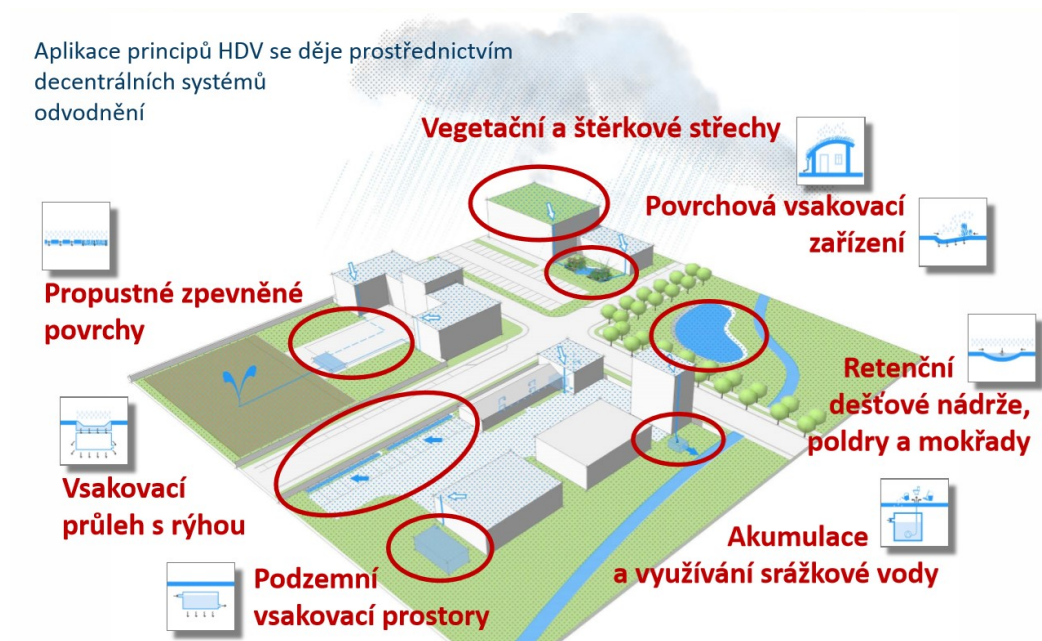 Aplikace principů HDV se děje prostřednictvím
decentrálních systémů
odvodnění
Vegetační a štěrkové střechy
Povrchová vsakovací
zařízení
Propustné zpevněné
povrchy
Retenční
dešťové nádrže,
poldry a mokřady
Vsakovací
průleh s rýhou
Akumulace
a využívání srážkové vody
Podzemní
vsakovací prostory